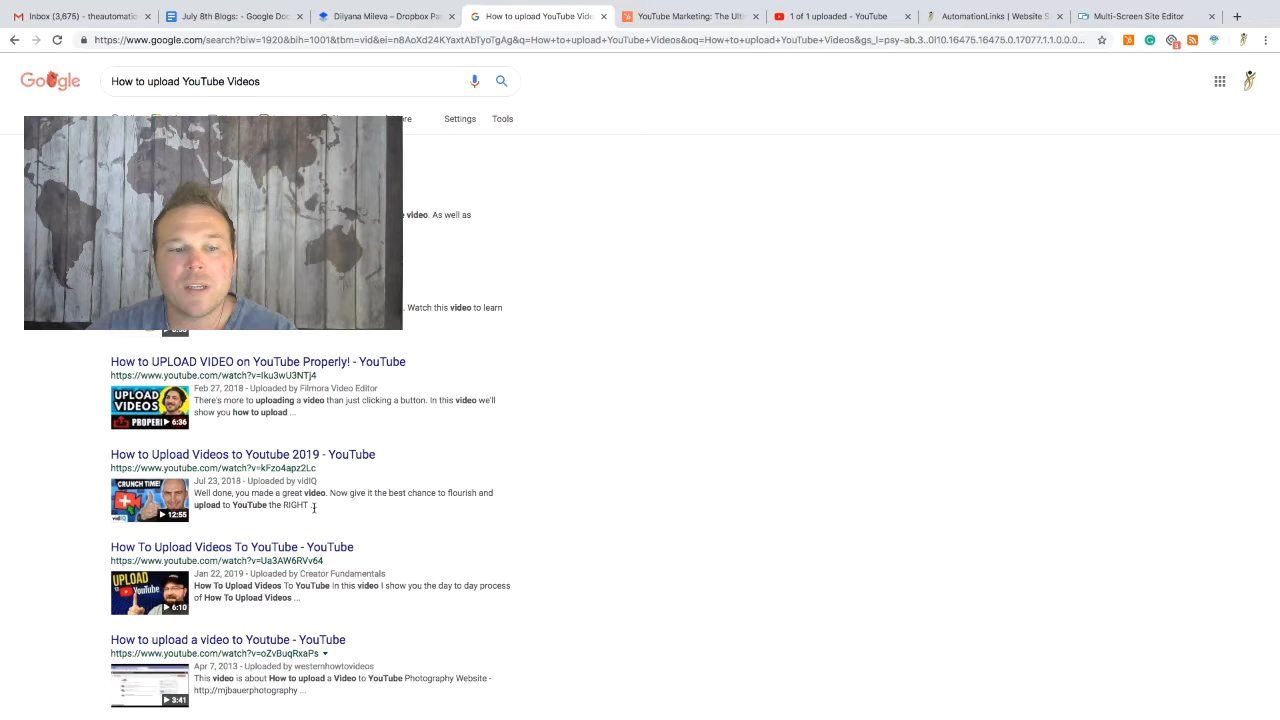 Inbox (3,675) - theautomatio
July 8th Blogs - Google Doc
Dilyana Mileva – Dropbox Pa
How to upload YouTube Vide
YouTube Marketing: The Ulti
1 of 1 uploaded - YouTube
AutomationLinks | Website S
Multi-Screen Site Editor
https://www.google.com/search?biw=1920&bih=1001&tbm=vid&ei=n8AoXd24KYaxtAbTyoTgAg&q=How+to+upload+YouTube+Videos&oq=How+to+upload+YouTube+Videos&gs_l=psy-ab.3..0l10.16475.16475.0.17077.1.1.0.0.0...
Google
How to upload YouTube Videos
Settings
Tools
video. As well as
. Watch this video to learn
How to UPLOAD VIDEO on YouTube Properly! - YouTube
https://www.youtube.com/watch?v=Iku3wU3NTj4
Feb 27, 2018 - Uploaded by Filmora Video Editor
There's more to uploading a video than just clicking a button. In this video we'll
show you how to upload ...
UPLOAD
VIDEOS
PROPERL
6:36
How to Upload Videos to Youtube 2019 - YouTube
https://www.youtube.com/watch?v=kFzo4apz2Lc
Jul 23, 2018 - Uploaded by vidIQ
Well done, you made a great video. Now give it the best chance to flourish and
upload to YouTube the RIGHT ...
CRUNCH TIME!
vidIQ
12:55
How To Upload Videos To YouTube - YouTube
https://www.youtube.com/watch?v=Ua3AW6RVv64
Jan 22, 2019 - Uploaded by Creator Fundamentals
How To Upload Videos To YouTube In this video I show you the day to day process
of How To Upload Videos ...
UPLOAD
YouTube
6:10
How to upload a video to Youtube - YouTube
https://www.youtube.com/watch?v=oZvBuqRxaPs
Apr 7, 2013 - Uploaded by westernhowtovideos
This video is about How to upload a Video to YouTube Photography Website -
http://mjbauerphotography ...
3:41